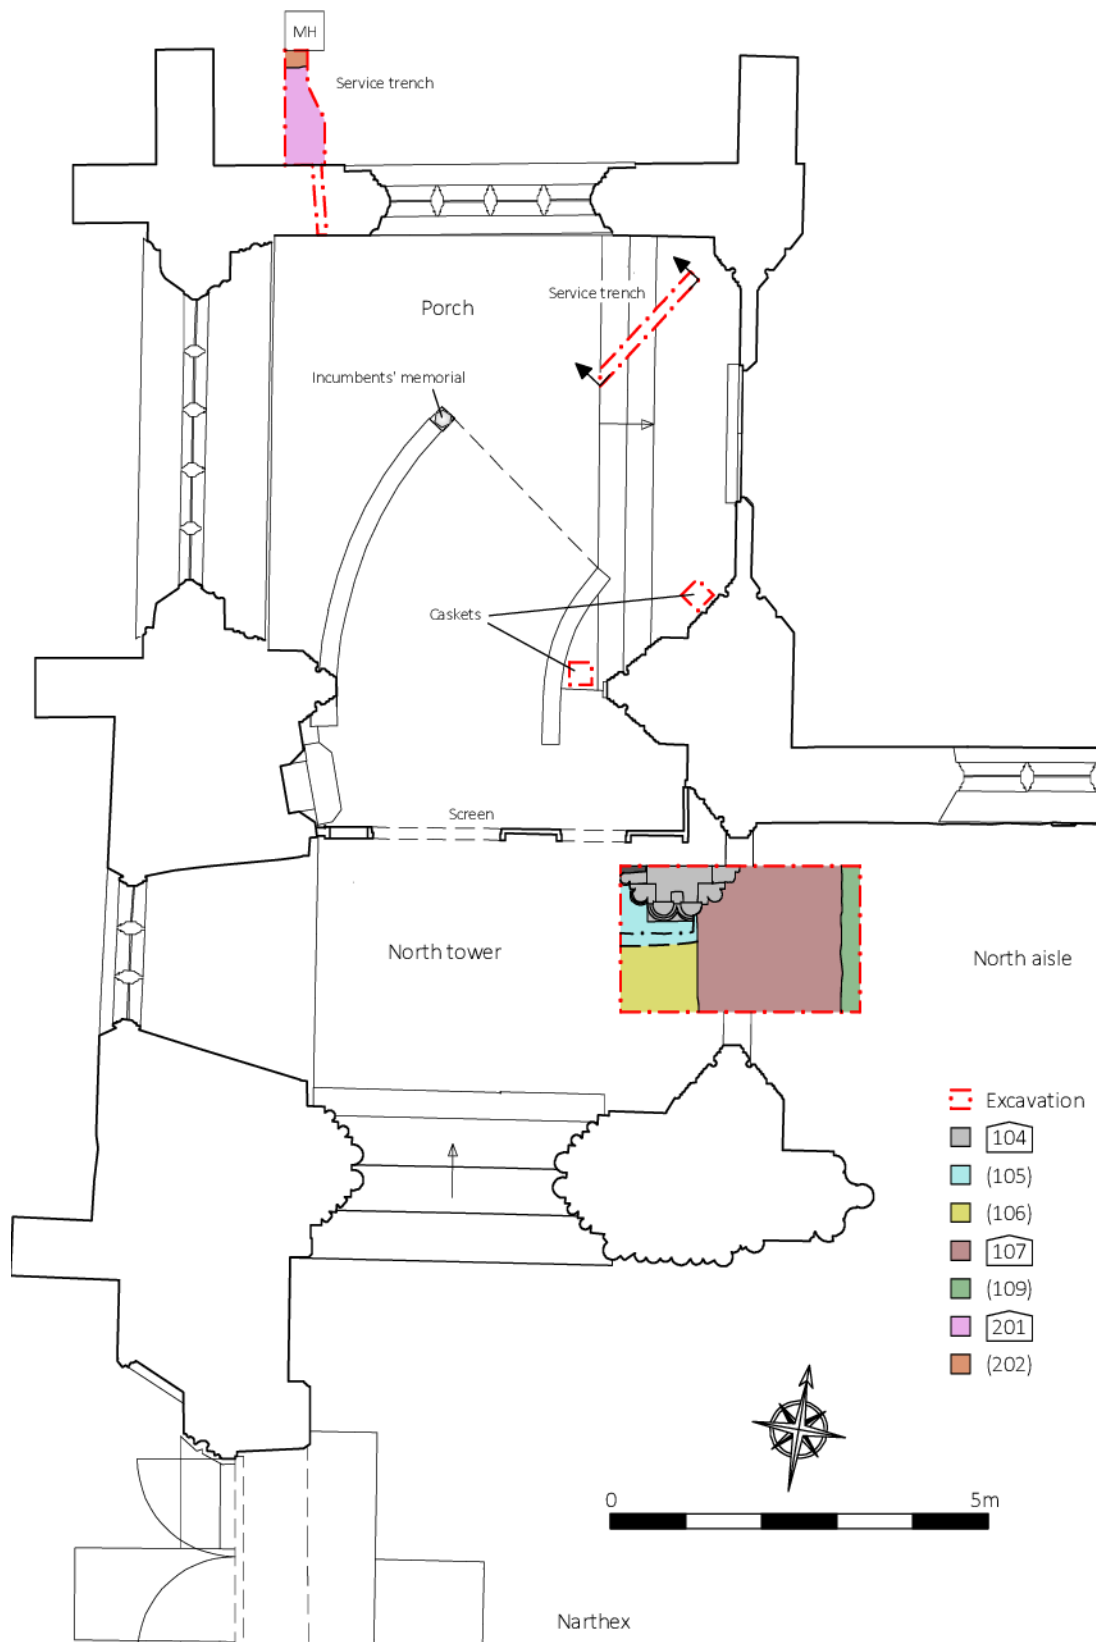 MH
Service trench
Service trench
Porch
Incumbents' memorial
Caskets
Screen
North tower
North aisle
Excavation
104
(105)
(106)
107
(109)
201
(202)
0 5m
Narthex